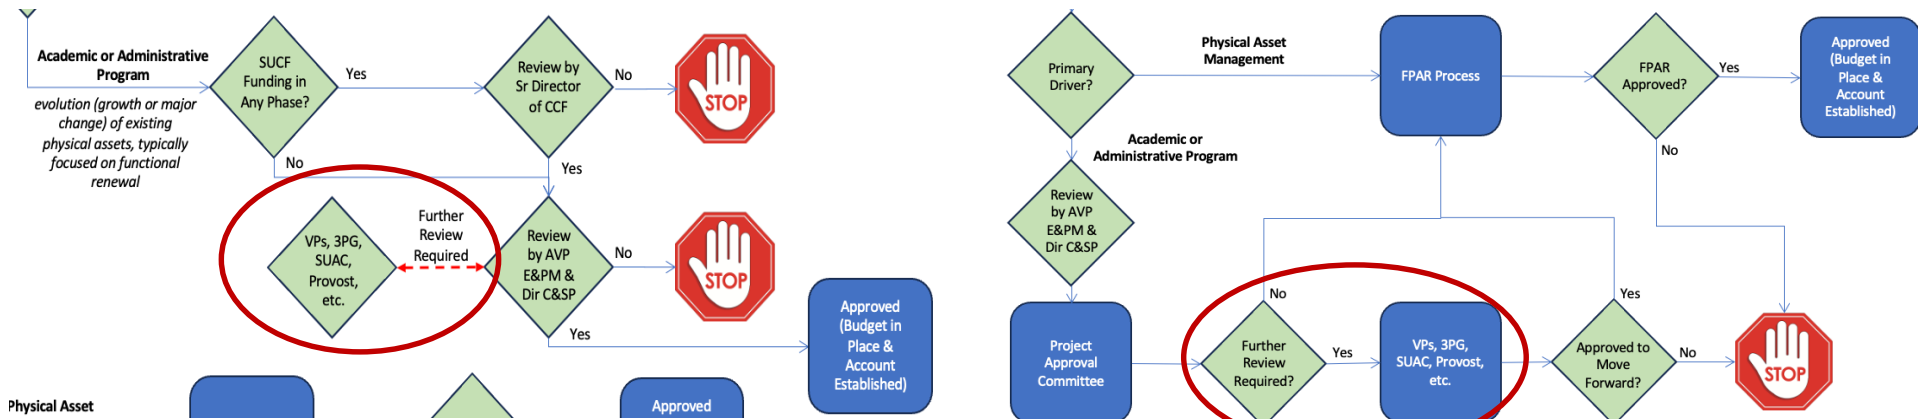 Academic or Administrative
Program
evolution (growth or major
change) of existing
physical assets, typically
focused on functional
renewal
SUCF
Funding in
Any Phase?
Yes
No
Review by
Sr Director
of CCF
No
STOP
Yes
VPs, 3PG,
SUAC,
Provost,
etc.
Further
Review
Required
Review
by AVP
E&PM &
Dir C&SP
No
STOP
Yes
Approved
(Budget in
Place &
Account
Established)
Physical Asset
Approved
Primary
Driver?
Physical Asset
Management
FPAR Process
FPAR
Approved?
Yes
Approved
(Budget in
Place &
Account
Established)
No
Academic or
Administrative Program
Review
by AVP
E&PM &
Dir C&SP
Project
Approval
Committee
No
Further
Review
Required?
Yes
VPs, 3PG,
SUAC, Provost,
etc.
Yes
Approved to
Move
Forward?
No
STOP